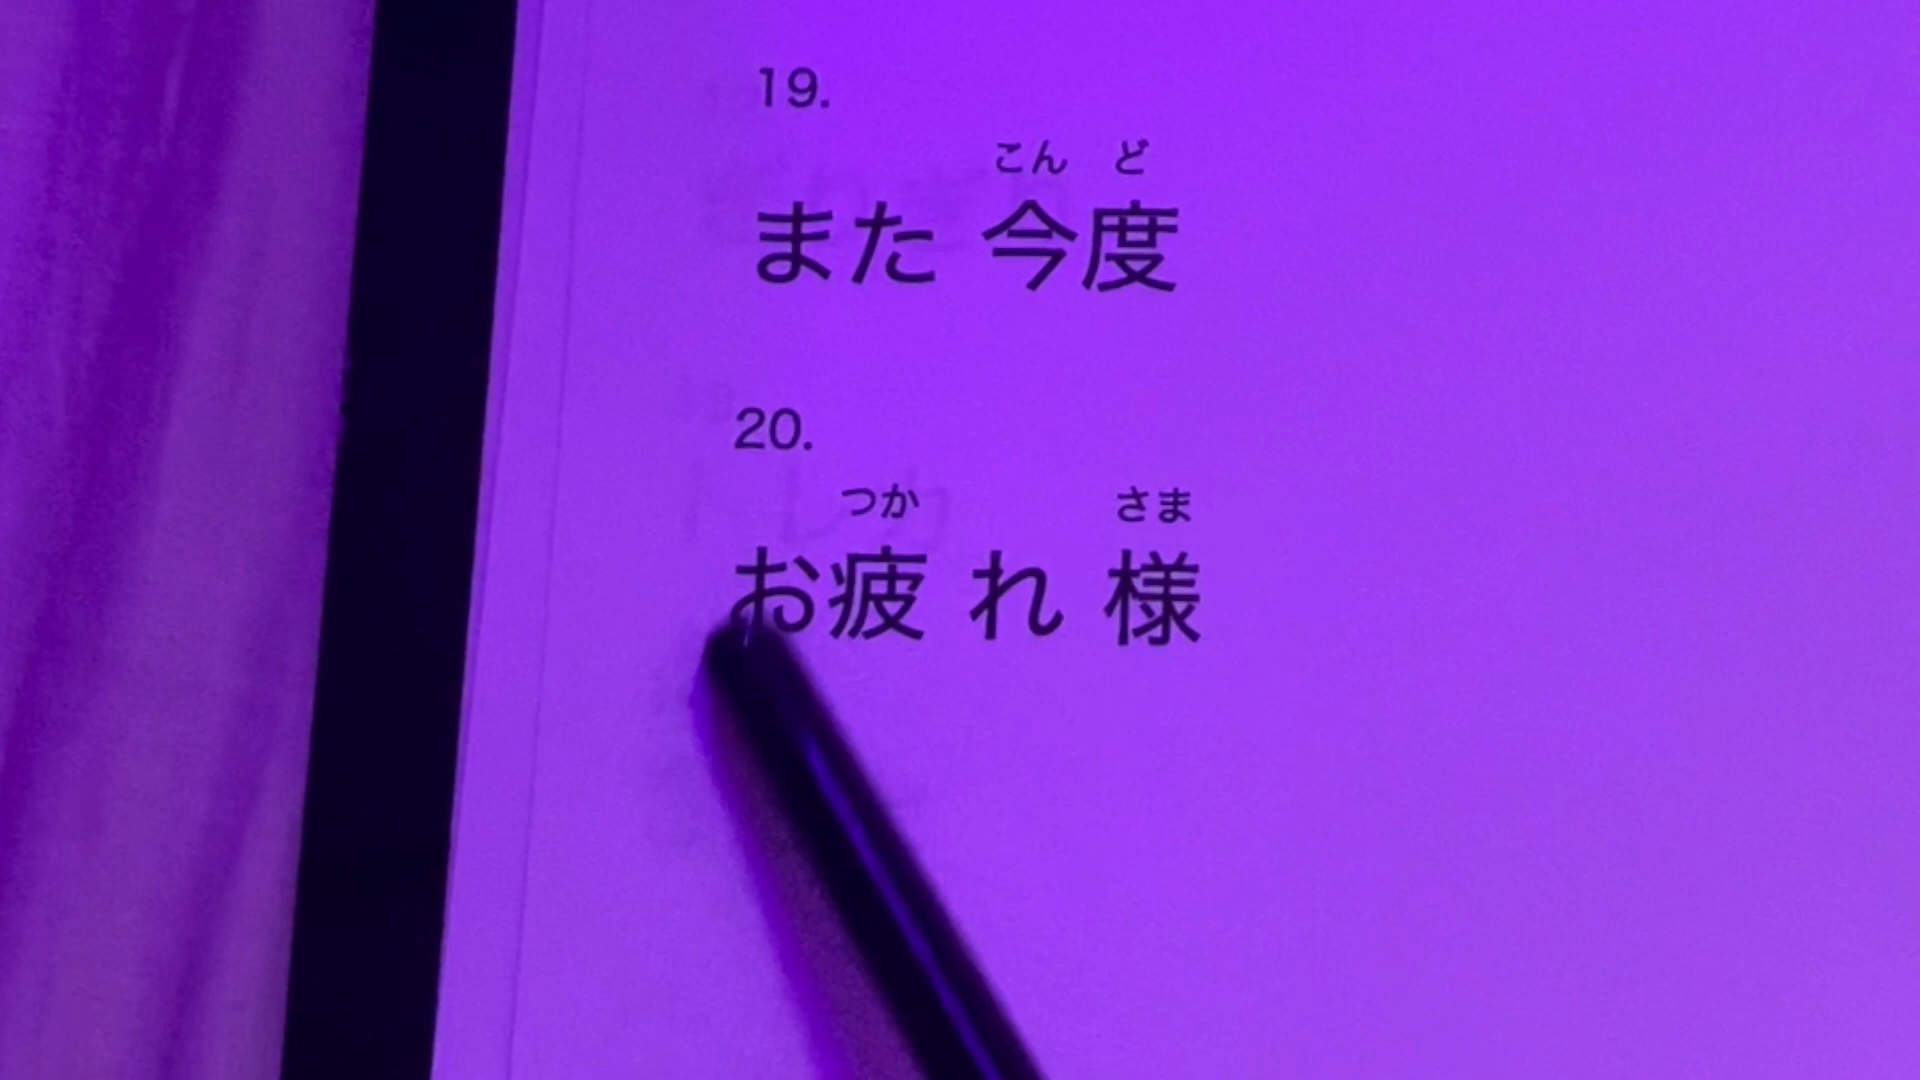 19.
こん ど
また 今度
20.
つか さま
お疲 れ 様